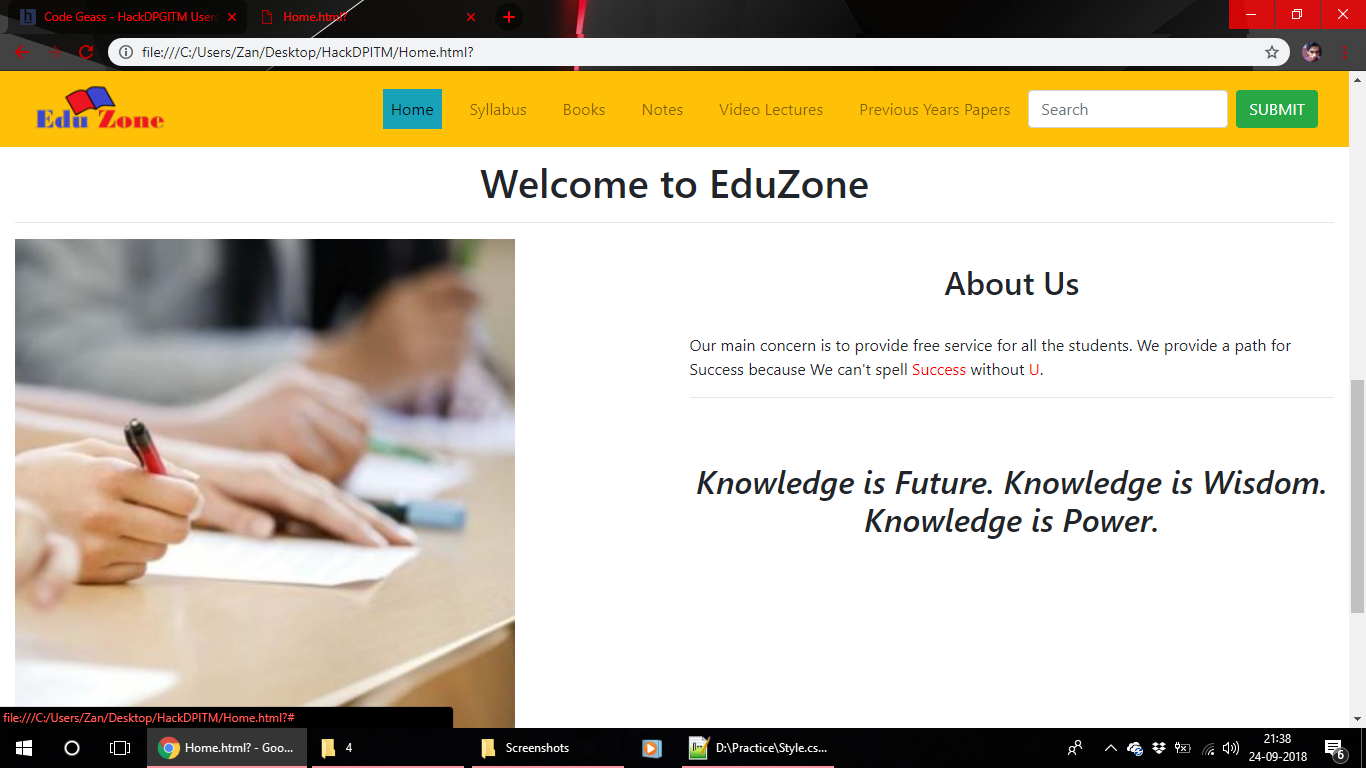 Code Geass - HackDPGITM Userd
Home.html?
file:///C:/Users/Zan/Desktop/HackDPITM/Home.html?
Edu Zone
Home Syllabus Books Notes Video Lectures Previous Years Papers Search SUBMIT
Welcome to EduZone
About Us
Our main concern is to provide free service for all the students. We provide a path for
Success because We can't spell Success without U.
Knowledge is Future. Knowledge is Wisdom.
Knowledge is Power.
file:///C:/Users/Zan/Desktop/HackDPITM/Home.html?#
Home.html? - Goo...
4
Screenshots
D:\Practice\Style.cs...
21:38
24-09-2018
6